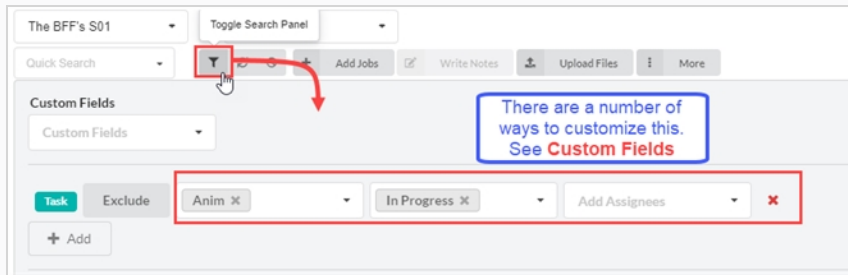 The BFF's S01
Toggle Search Panel
Quick Search
Add Jobs
Write Notes
Upload Files
More
Custom Fields
Custom Fields
There are a number of
ways to customize this.
See Custom Fields
Task Exclude Anim × In Progress × Add Assignees
+ Add